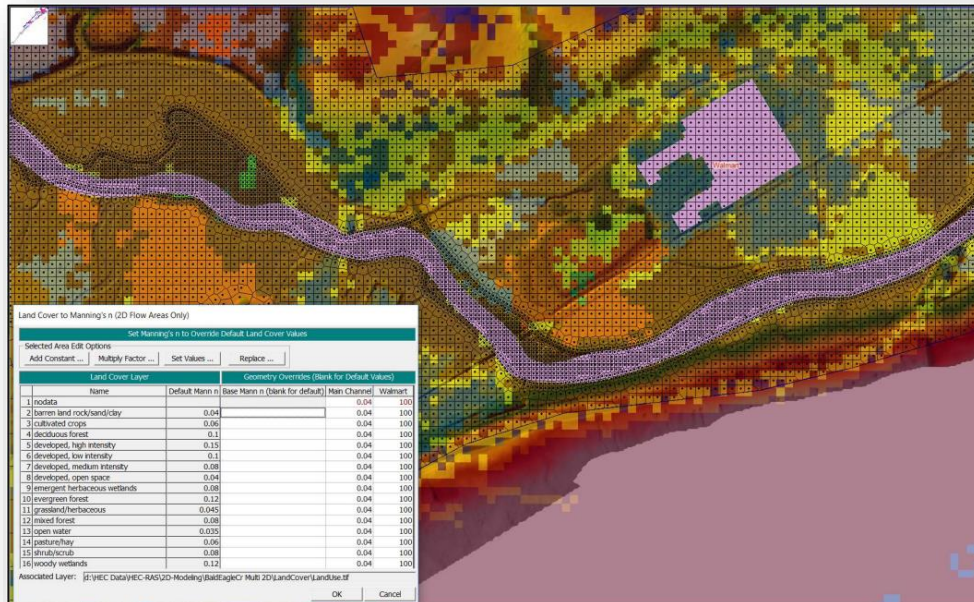 Walmart
Land Cover to Manning's n (2D Flow Areas Only)
Set Manning's n to Override Default Land Cover Values
Selected Area Edit Options
Add Constant ... Multiply Factor ... Set Values ... Replace ...
Land Cover Layer Geometry Overrides (Blank for Default Values)
Name Default Mann n Base Mann n (blank for default) Main Channel Walmart
1 nodata 0.04 100
2 barren land rock/sand/clay 0.04 0.04 100
3 cultivated crops 0.06 0.04 100
4 deciduous forest 0.1 0.04 100
5 developed, high intensity 0.15 0.04 100
6 developed, low intensity 0.1 0.04 100
7 developed, medium intensity 0.08 0.04 100
8 developed, open space 0.04 0.04 100
9 emergent herbaceous wetlands 0.08 0.04 100
10 evergreen forest 0.12 0.04 100
11 grassland/herbaceous 0.045 0.04 100
12 mixed forest 0.08 0.04 100
13 open water 0.035 0.04 100
14 pasture/hay 0.06 0.04 100
15 shrub/scrub 0.08 0.04 100
16 woody wetlands 0.12 0.04 100
Associated Layer: d:\HEC Data\HEC-RAS\2D-Modeling\BaldEagleCr Multi 2D\LandCover\LandUse.tif
OK Cancel